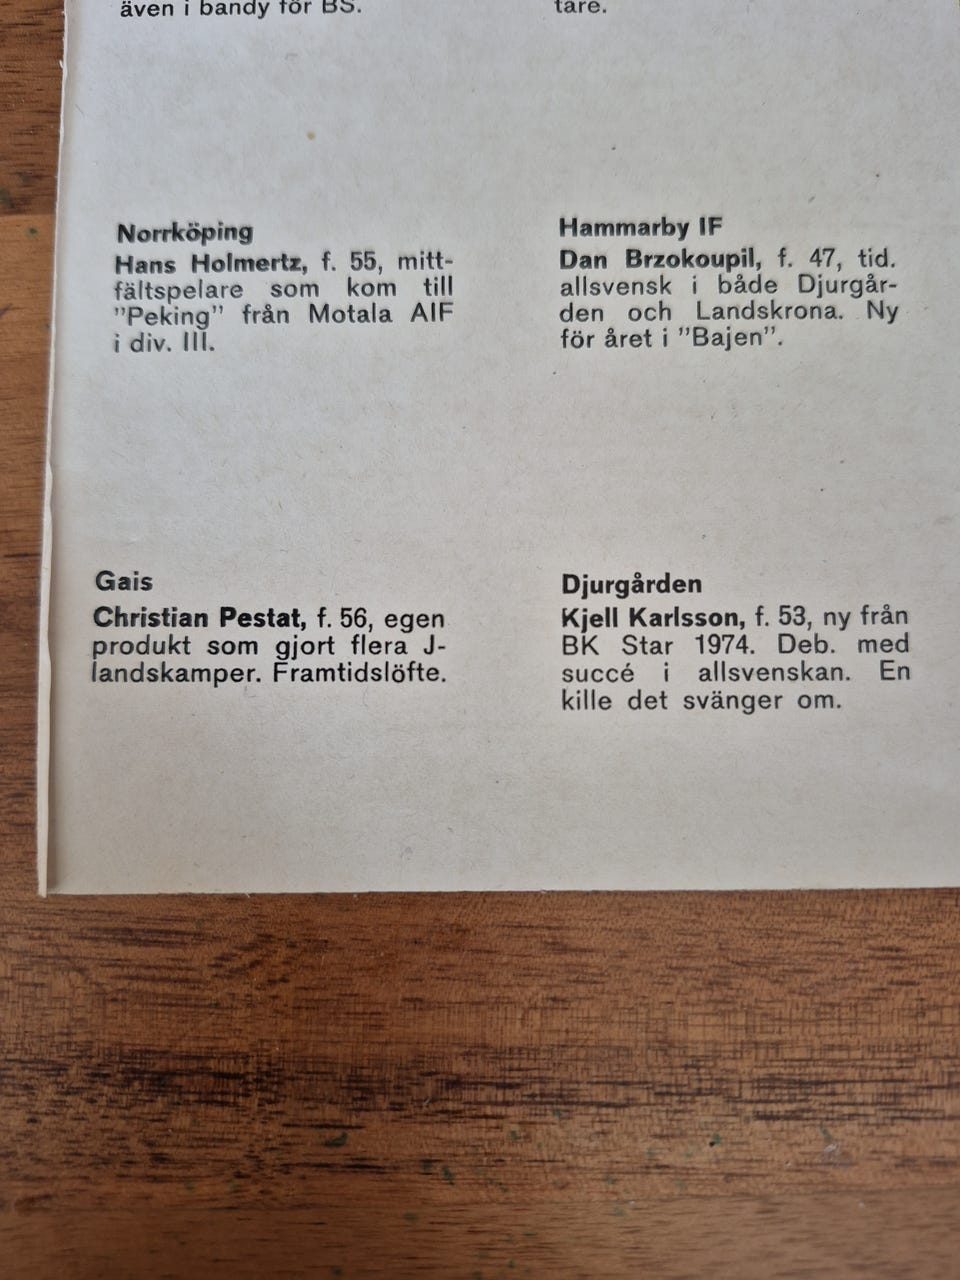 även i bandy för BS.
tare.
Norrköping
Hans Holmertz, f. 55, mitt-
fältspelare som kom till
"Peking" från Motala AIF
i div. III.
Hammarby IF
Dan Brzokoupil, f. 47, tid.
allsvensk i både Djurgår-
den och Landskrona. Ny
för året i "Bajen".
Gais
Christian Pestat, f. 56, egen
produkt som gjort flera J-
landskamper. Framtidslöfte.
Djurgården
Kjell Karlsson, f. 53, ny från
BK Star 1974. Deb. med
succé i allsvenskan. En
kille det svänger om.